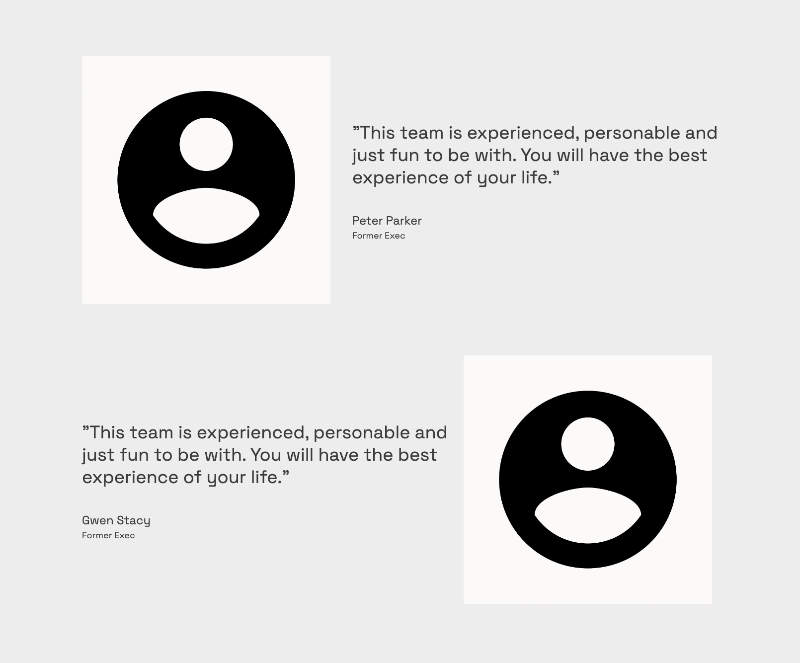 ”This team is experienced, personable and
just fun to be with. You will have the best
experience of your life.”
Peter Parker
Former Exec
”This team is experienced, personable and
just fun to be with. You will have the best
experience of your life.”
Gwen Stacy
Former Exec